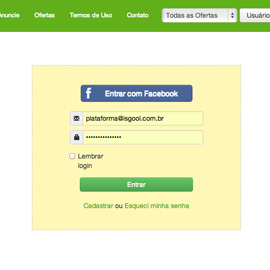 Anuncie Ofertas Termos de Uso Contato Todas as Ofertas Usuário
f Entrar com Facebook
plataforma@isgool.com.br
•••••••••••••••
Lembrar
login
Entrar
Cadastrar ou Esqueci minha senha